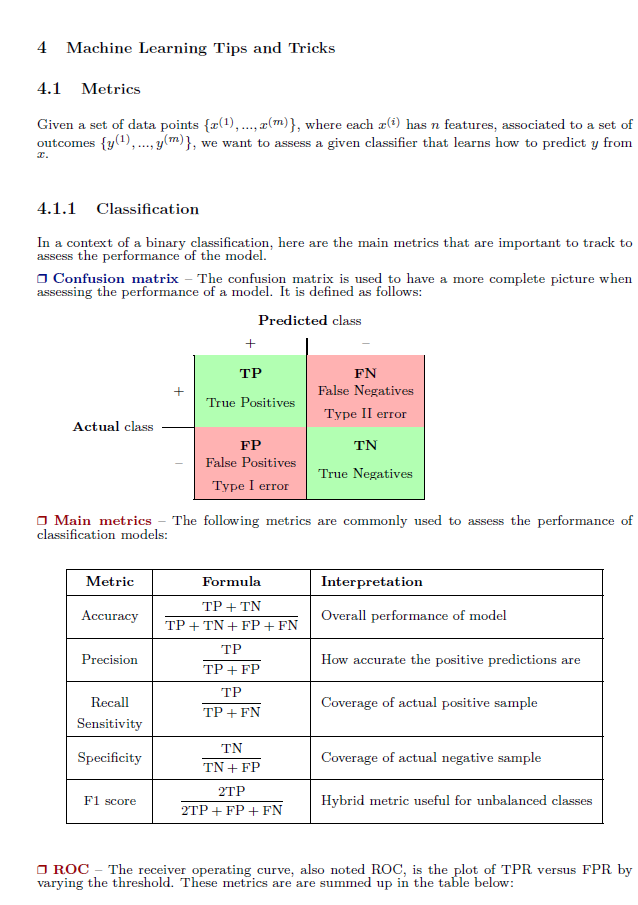 4 Machine Learning Tips and Tricks
4.1 Metrics
Given a set of data points {x^(1), ..., x^(m)}, where each x^(i) has n features, associated to a set of
outcomes {y^(1), ..., y^(m)}, we want to assess a given classifier that learns how to predict y from
x.
4.1.1 Classification
In a context of a binary classification, here are the main metrics that are important to track to
assess the performance of the model.
❒ Confusion matrix – The confusion matrix is used to have a more complete picture when
assessing the performance of a model. It is defined as follows:
Predicted class
+ –
TP FN
+ True Positives False Negatives
Type II error
Actual class
FP TN
– False Positives True Negatives
Type I error
❒ Main metrics – The following metrics are commonly used to assess the performance of
classification models:
Metric Formula Interpretation
Accuracy (TP + TN) / (TP + TN + FP + FN) Overall performance of model
Precision TP / (TP + FP) How accurate the positive predictions are
Recall TP / (TP + FN) Coverage of actual positive sample
Sensitivity
Specificity TN / (TN + FP) Coverage of actual negative sample
F1 score 2TP / (2TP + FP + FN) Hybrid metric useful for unbalanced classes
❒ ROC – The receiver operating curve, also noted ROC, is the plot of TPR versus FPR by
varying the threshold. These metrics are are summed up in the table below: